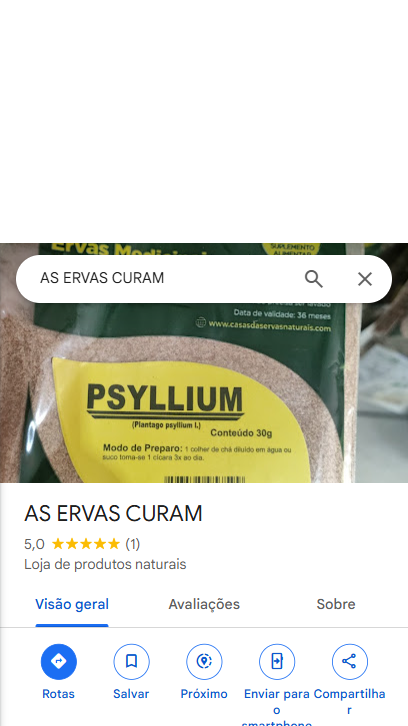 Ervas Medicinais
SUPLEMENTO
ALIMENTAR
AS ERVAS CURAM
Data de validade: 36 meses
www.casasdaservasnaturais.com
PSYLLIUM
(Plantago psyllium L)
Conteúdo 30g
Modo de Preparo: 1 colher de chá diluído em água ou
suco toma-se 1 cícara 3x ao dia.
AS ERVAS CURAM
5,0 ★★★★★ (1)
Loja de produtos naturais
Visão geral Avaliações Sobre
Rotas Salvar Próximo Enviar para o Compartilha
smartphone r